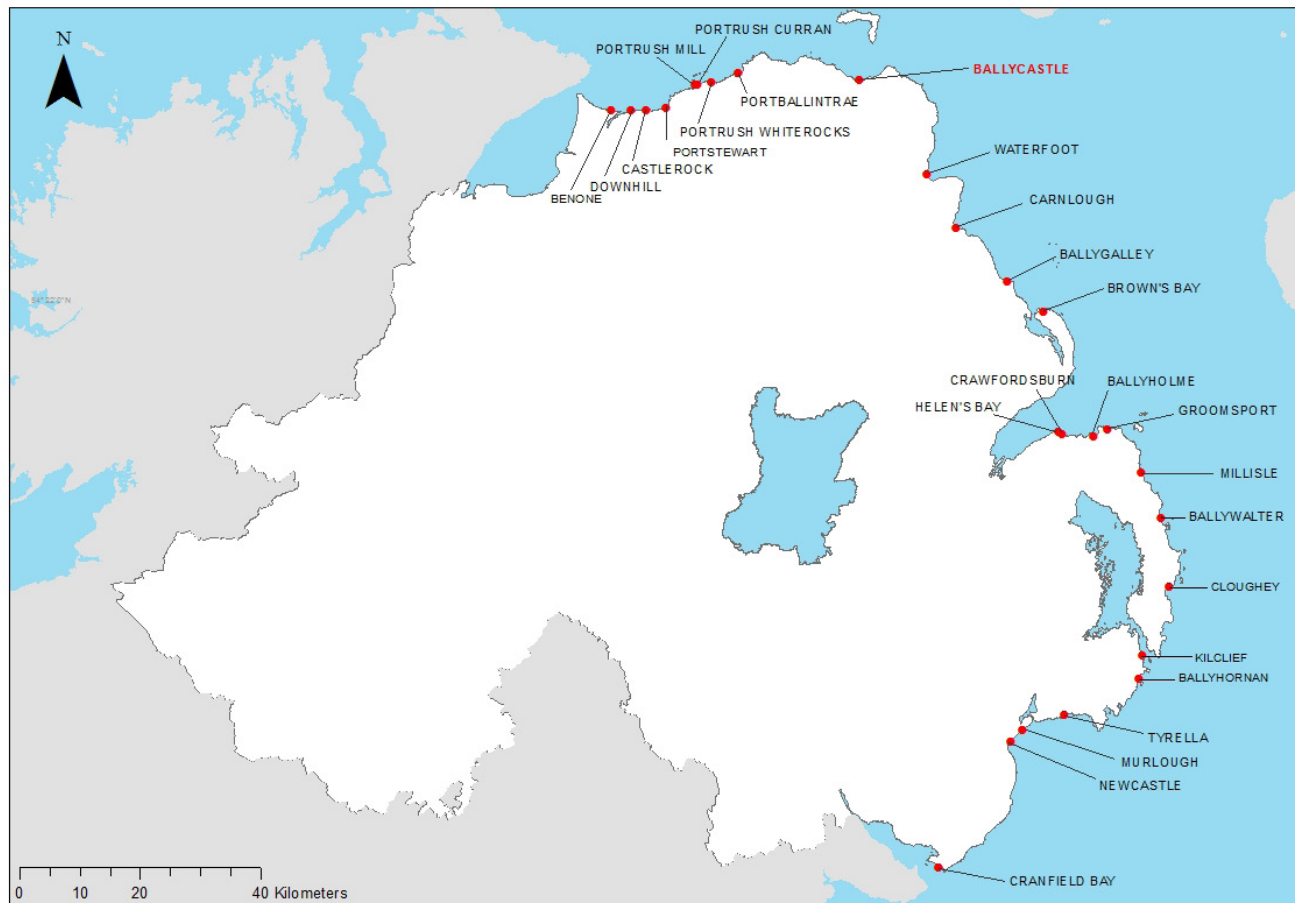 N
PORTRUSH CURRAN
PORTRUSH MILL
BALLYCASTLE
PORTBALLINTRAE
PORTRUSH WHITEROCKS
PORTSTEWART
CASTLEROCK
DOWNHILL
BENONE
WATERFOOT
CARNLOUGH
BALLYGALLEY
BROWN'S BAY
CRAWFORDSBURN
BALLYHOLME
HELEN'S BAY
GROOMSPORT
MILLISLE
BALLYWALTER
CLOUGHEY
KILCLIEF
BALLYHORNAN
TYRELLA
MURLOUGH
NEWCASTLE
CRANFIELD BAY
0 10 20 40 Kilometers